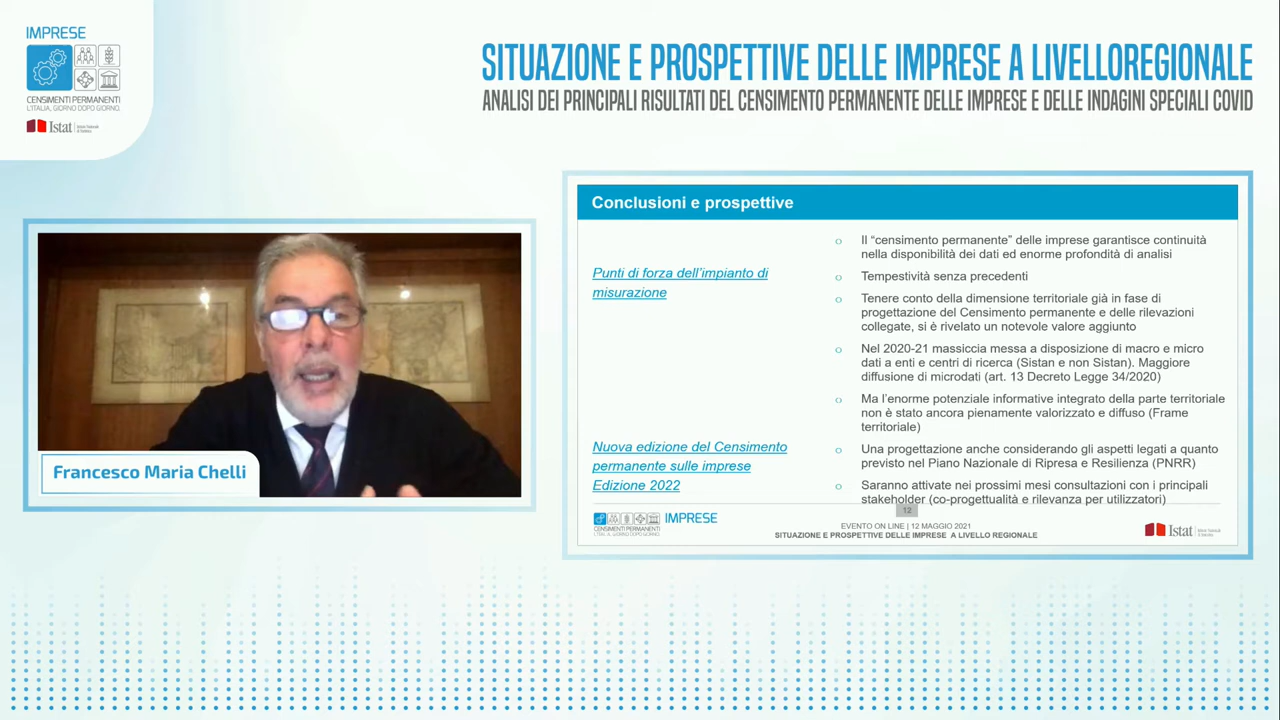 IMPRESE
CENSIMENTI PERMANENTI
L'ITALIA, GIORNO DOPO GIORNO.
Istat
SITUAZIONE E PROSPETTIVE DELLE IMPRESE A LIVELLOREGIONALE
ANALISI DEI PRINCIPALI RISULTATI DEL CENSIMENTO PERMANENTE DELLE IMPRESE E DELLE INDAGINI SPECIALI COVID
Francesco Maria Chelli
Conclusioni e prospettive
Punti di forza dell'impianto di
misurazione
o Il “censimento permanente” delle imprese garantisce continuità
nella disponibilità dei dati ed enorme profondità di analisi
o Tempestività senza precedenti
o Tenere conto della dimensione territoriale già in fase di
progettazione del Censimento permanente e delle rilevazioni
collegate, si è rivelato un notevole valore aggiunto
o Nel 2020-21 massiccia messa a disposizione di macro e micro
dati a enti e centri di ricerca (Sistan e non Sistan). Maggiore
diffusione di microdati (art. 13 Decreto Legge 34/2020)
o Ma l'enorme potenziale informative integrato della parte territoriale
non è stato ancora pienamente valorizzato e diffuso (Frame
territoriale)
Nuova edizione del Censimento
permanente sulle imprese
Edizione 2022
o Una progettazione anche considerando gli aspetti legati a quanto
previsto nel Piano Nazionale di Ripresa e Resilienza (PNRR)
o Saranno attivate nei prossimi mesi consultazioni con i principali
stakeholder (co-progettualità e rilevanza per utilizzatori)
12
IMPRESE
CENSIMENTI PERMANENTI
L'ITALIA, GIORNO DOPO GIORNO.
EVENTO ON LINE | 12 MAGGIO 2021
SITUAZIONE E PROSPETTIVE DELLE IMPRESE A LIVELLO REGIONALE
Istat